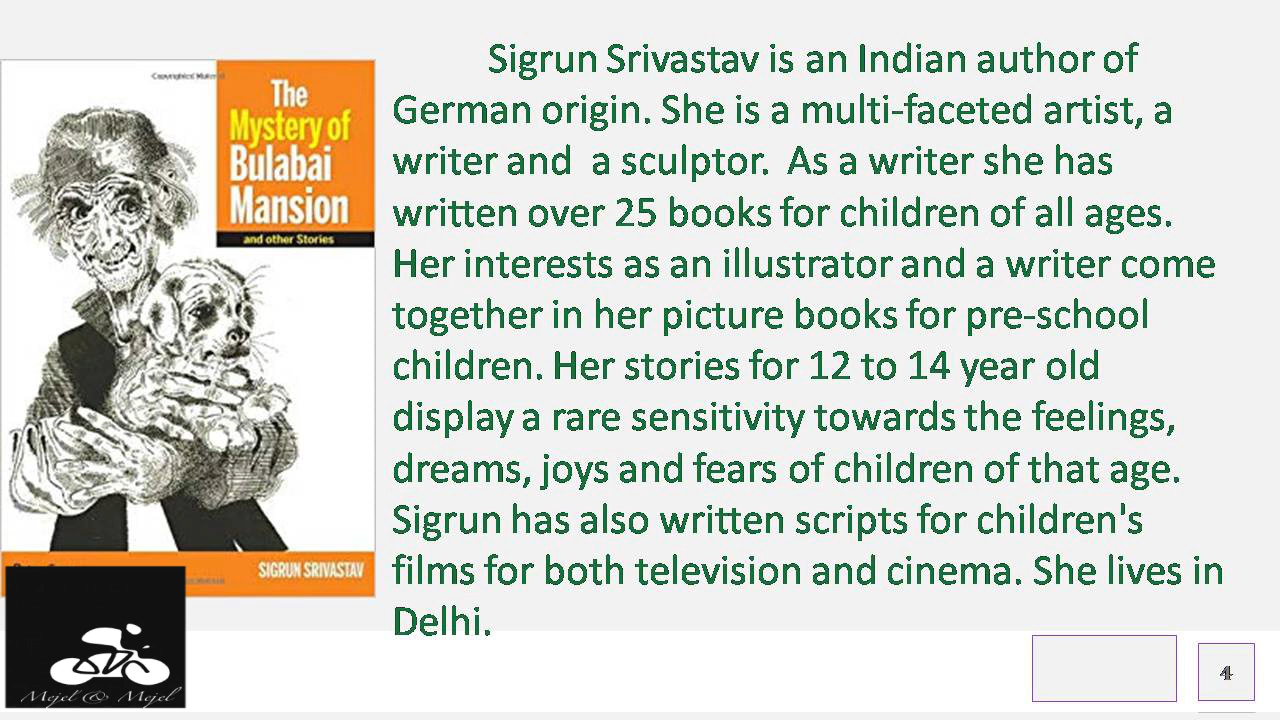 Copyrighted Material
The
Mystery of
Bulabai
Mansion
and other Stories
SIGRUN SRIVASTAV
Mejel & Mejel
Sigrun Srivastav is an Indian author of
German origin. She is a multi-faceted artist, a
writer and a sculptor. As a writer she has
written over 25 books for children of all ages.
Her interests as an illustrator and a writer come
together in her picture books for pre-school
children. Her stories for 12 to 14 year old
display a rare sensitivity towards the feelings,
dreams, joys and fears of children of that age.
Sigrun has also written scripts for children's
films for both television and cinema. She lives in
Delhi.
4